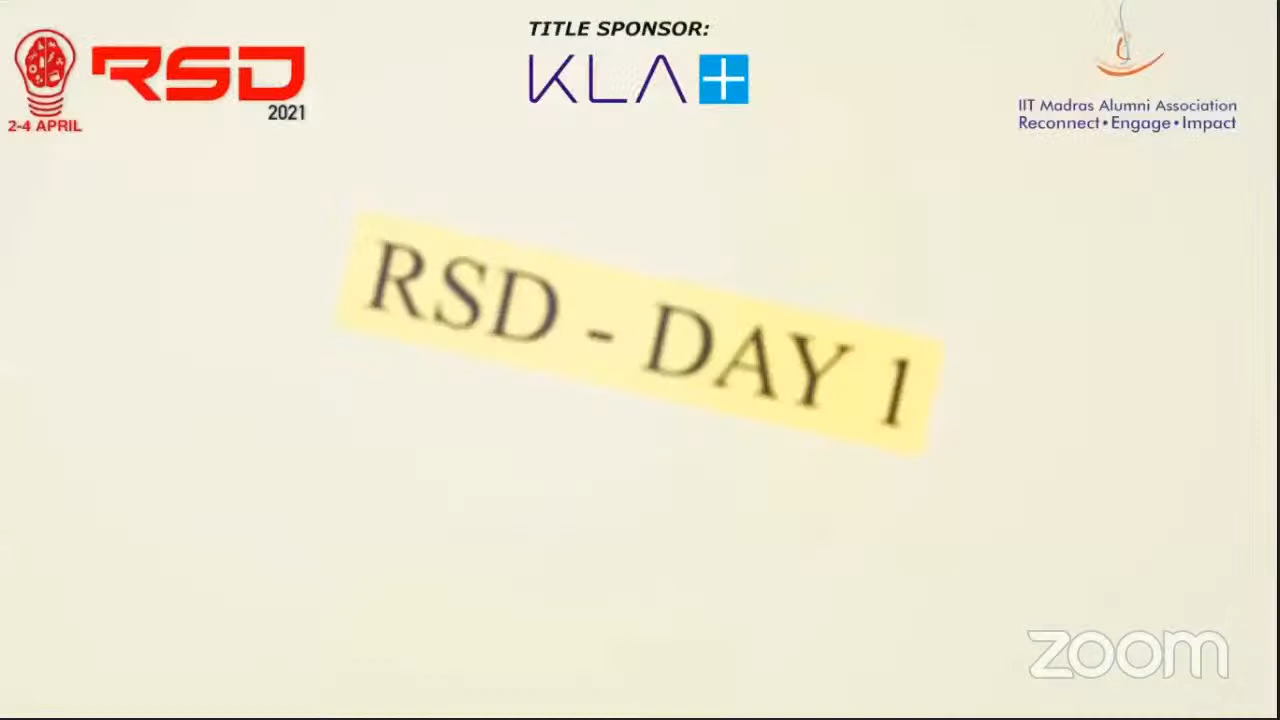 RSD
2021
2-4 APRIL
TITLE SPONSOR:
KLA+
IIT Madras Alumni Association
Reconnect • Engage • Impact
RSD - DAY 1
zoom